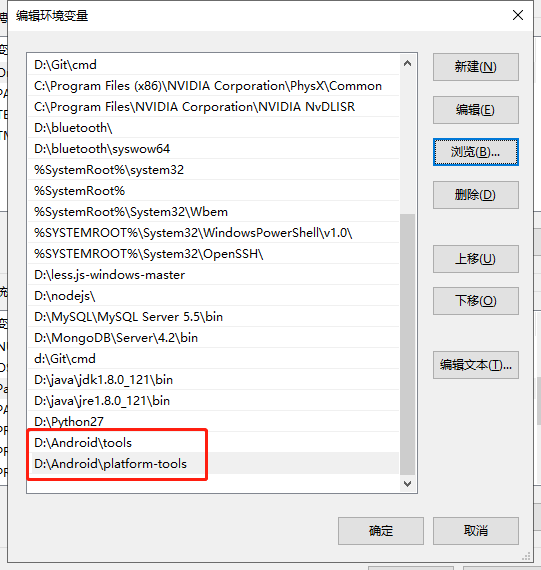 编辑环境变量
D:\Git\cmd
C:\Program Files (x86)\NVIDIA Corporation\PhysX\Common
C:\Program Files\NVIDIA Corporation\NVIDIA NvDLISR
D:\bluetooth\
D:\bluetooth\syswow64
%SystemRoot%\system32
%SystemRoot%
%SystemRoot%\System32\Wbem
%SYSTEMROOT%\System32\WindowsPowerShell\v1.0\
%SYSTEMROOT%\System32\OpenSSH\
D:\less.js-windows-master
D:\nodejs\
D:\MySQL\MySQL Server 5.5\bin
D:\MongoDB\Server\4.2\bin
d:\Git\cmd
D:\java\jdk1.8.0_121\bin
D:\java\jre1.8.0_121\bin
D:\Python27
D:\Android\tools
D:\Android\platform-tools
新建(N)
编辑(E)
浏览(B)...
删除(D)
上移(U)
下移(O)
编辑文本(T)...
确定
取消